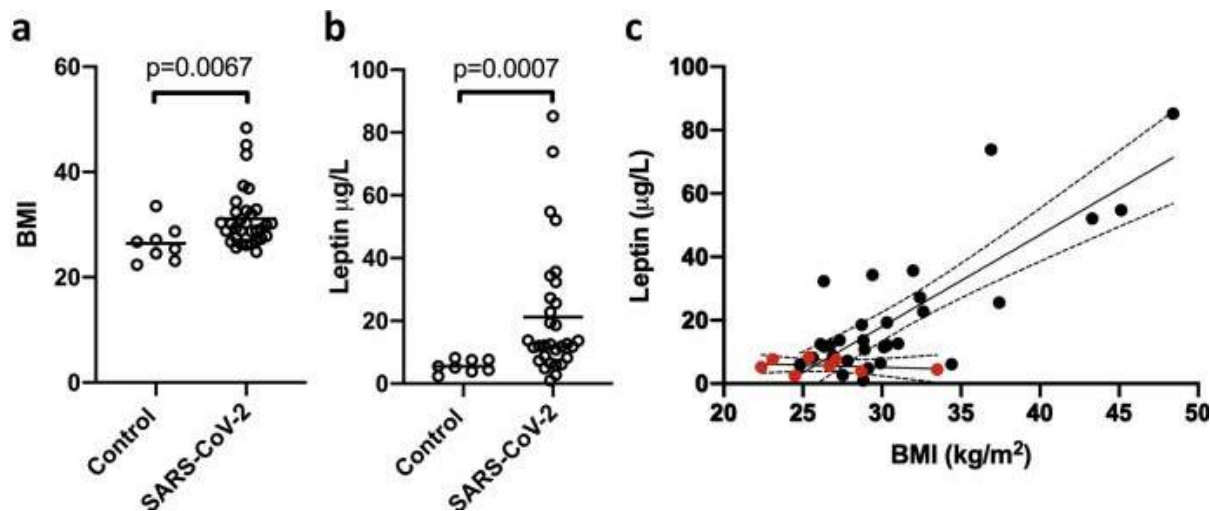 a
p=0.0067
60
40
20
0
BMI
Control
SARS-CoV-2
b
p=0.0007
100
80
60
40
20
0
Leptin µg/L
Control
SARS-CoV-2
c
100
80
60
40
20
0
Leptin (µg/L)
20 25 30 35 40 45 50
BMI (kg/m²)